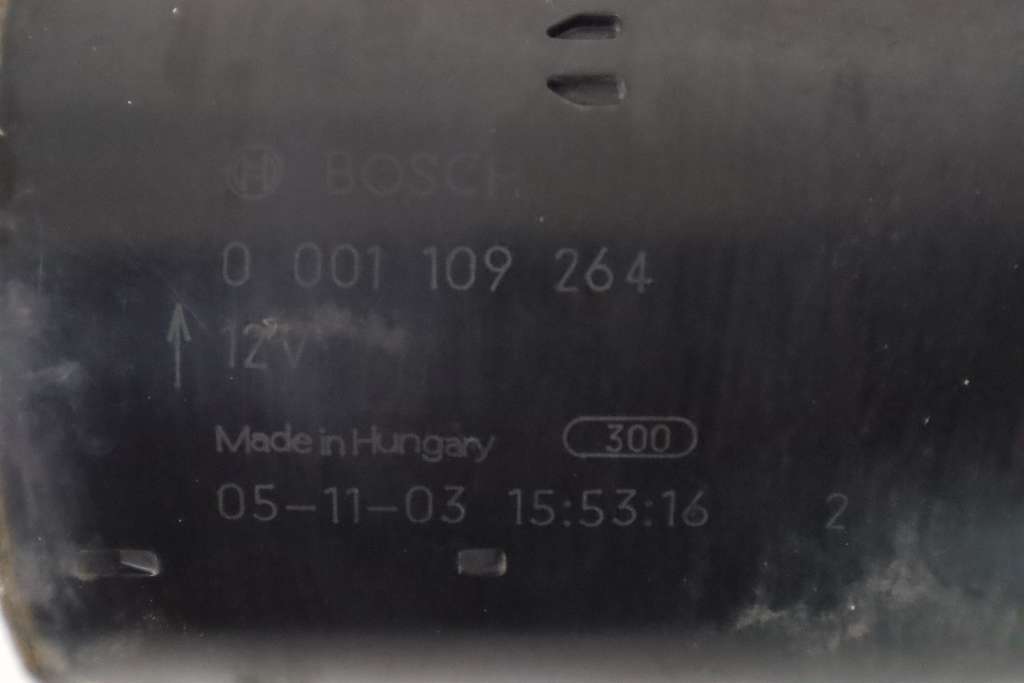 BOSCH
0 001 109 264
12V
Made in Hungary 300
05-11-03 15:53:16 2